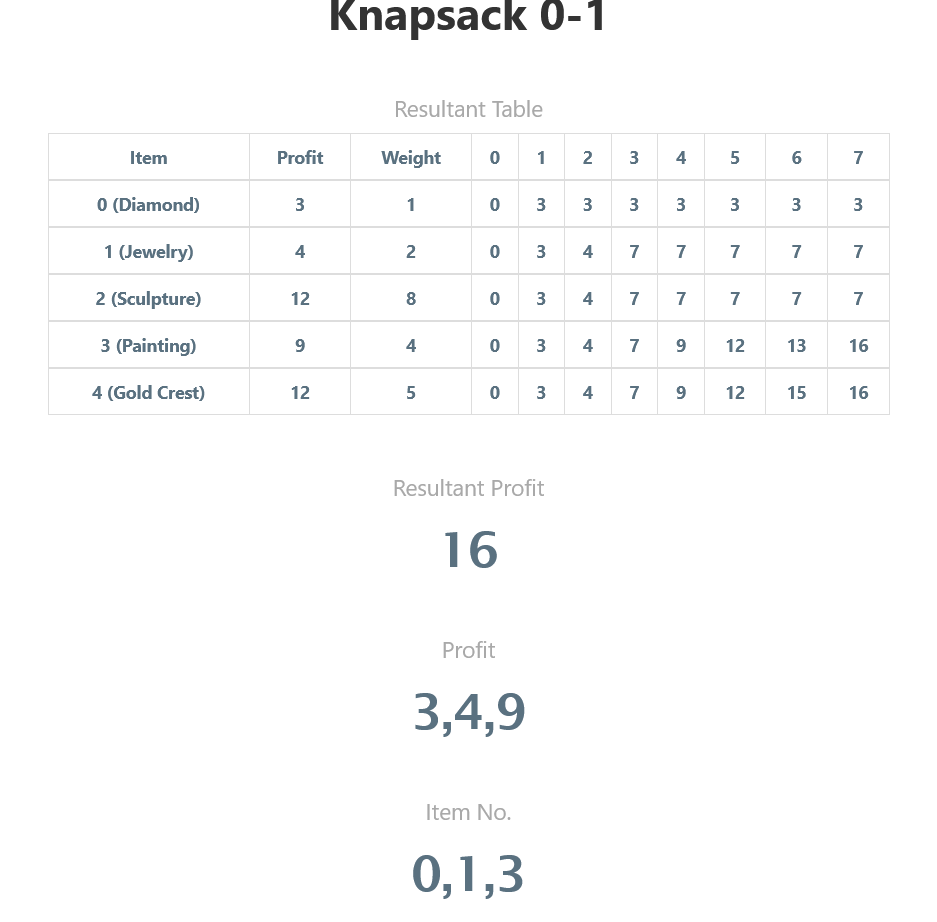 Knapsack 0-1
Resultant Table
Item Profit Weight 0 1 2 3 4 5 6 7
0 (Diamond) 3 1 0 3 3 3 3 3 3 3
1 (Jewelry) 4 2 0 3 4 7 7 7 7 7
2 (Sculpture) 12 8 0 3 4 7 7 7 7 7
3 (Painting) 9 4 0 3 4 7 9 12 13 16
4 (Gold Crest) 12 5 0 3 4 7 9 12 15 16
Resultant Profit
16
Profit
3,4,9
Item No.
0,1,3